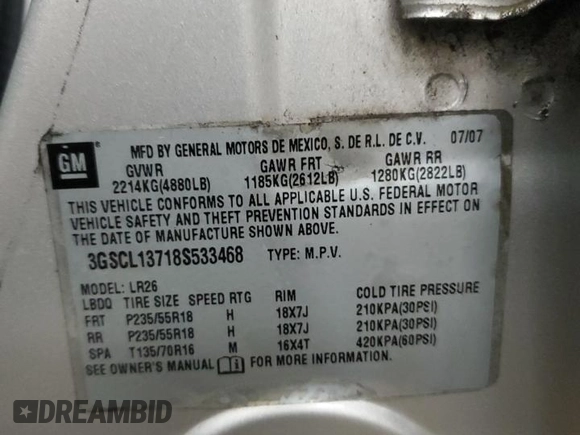 MFD BY GENERAL MOTORS DE MEXICO, S. DE R.L. DE C.V. 07/07
GM
GVWR GAWR FRT GAWR RR
2214KG(4880LB) 1185KG(2612LB) 1280KG(2822LB)
THIS VEHICLE CONFORMS TO ALL APPLICABLE U.S. FEDERAL MOTOR
VEHICLE SAFETY AND THEFT PREVENTION STANDARDS IN EFFECT ON THE
DATE OF MANUFACTURE SHOWN ABOVE.
3GSCL13718S533468 TYPE: M.P.V.
MODEL: LR26
LBDQ TIRE SIZE SPEED RTG RIM COLD TIRE PRESSURE
FRT P235/55R18 H 18X7J 210KPA(30PSI)
RR P235/55R18 H 18X7J 210KPA(30PSI)
SPA T135/70R16 M 16X4T 420KPA(60PSI)
SEE OWNER'S MANUAL FOR MORE INFORMATION.
DREAMBID